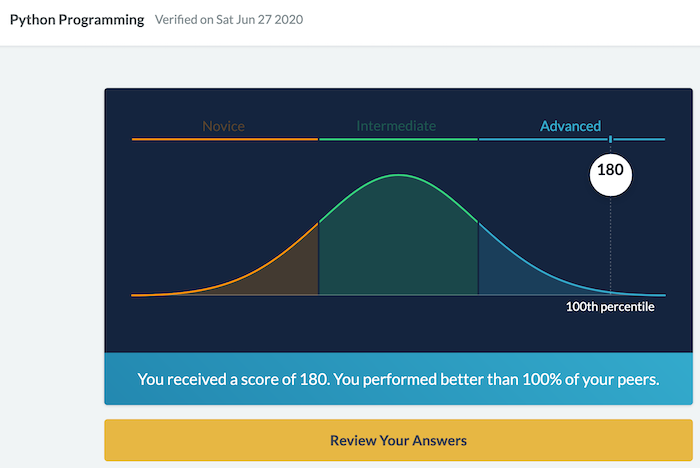 Python Programming Verified on Sat Jun 27 2020
Novice Intermediate Advanced
180
100th percentile
You received a score of 180. You performed better than 100% of your peers.
Review Your Answers